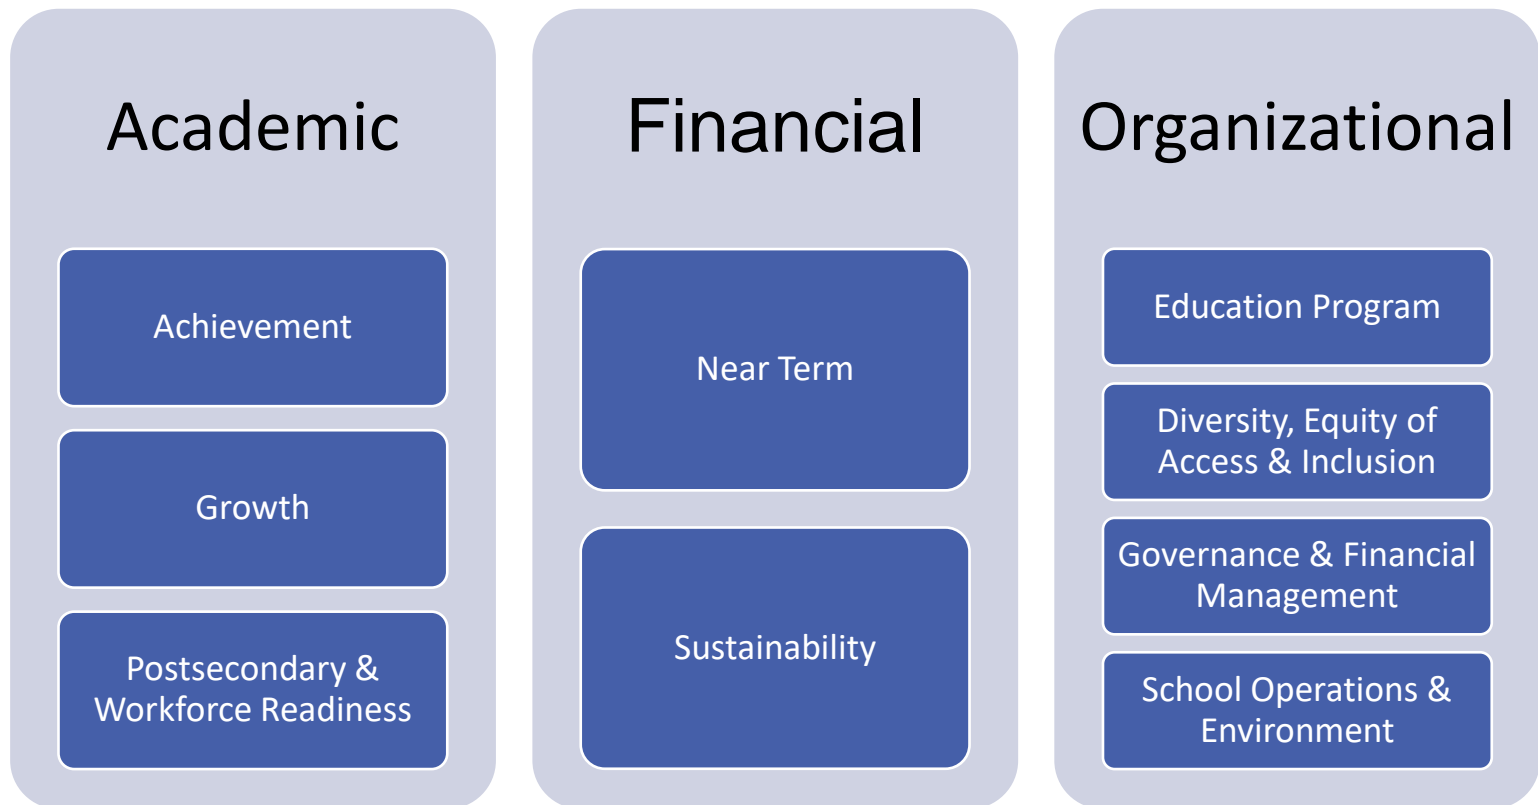 Academic
Achievement
Growth
Postsecondary &
Workforce Readiness
Financial
Near Term
Sustainability
Organizational
Education Program
Diversity, Equity of
Access & Inclusion
Governance & Financial
Management
School Operations &
Environment